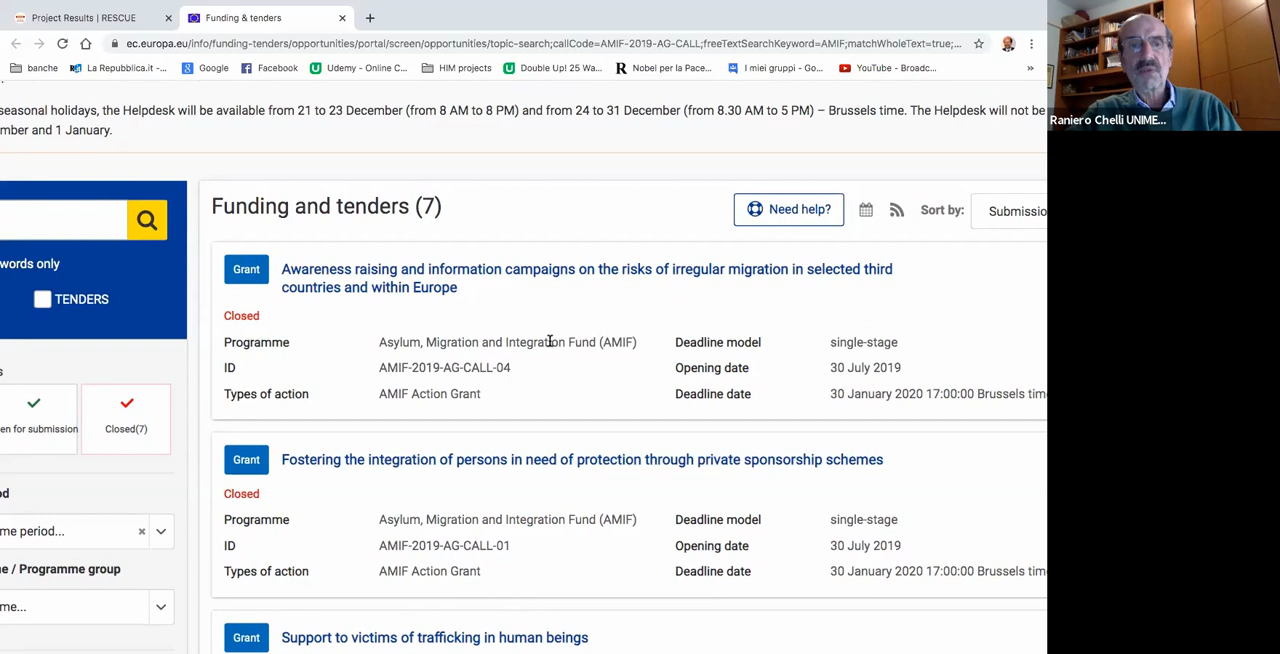 Project Results | RESCUE
Funding & tenders
ec.europa.eu/info/funding-tenders/opportunities/portal/screen/opportunities/topic-search;callCode=AMIF-2019-AG-CALL;freeTextSearchKeyword=AMIF;matchWholeText=true;...
banche La Repubblica.it -... Google Facebook Udemy - Online C... HIM projects Double Up! 25 Wa... Nobel per la Pace... I miei gruppi - Go... YouTube - Broadc... »
seasonal holidays, the Helpdesk will be available from 21 to 23 December (from 8 AM to 8 PM) and from 24 to 31 December (from 8.30 AM to 5 PM) – Brussels time. The Helpdesk will not be
mber and 1 January.
Raniero Chelli UNIME...
words only
TENDERS
s
en for submission
Closed(7)
od
me period...
ne / Programme group
me...
Funding and tenders (7)
Need help?
Sort by:
Submissio
Grant
Awareness raising and information campaigns on the risks of irregular migration in selected third
countries and within Europe
Closed
Programme Asylum, Migration and Integration Fund (AMIF) Deadline model single-stage
ID AMIF-2019-AG-CALL-04 Opening date 30 July 2019
Types of action AMIF Action Grant Deadline date 30 January 2020 17:00:00 Brussels tim
Grant
Fostering the integration of persons in need of protection through private sponsorship schemes
Closed
Programme Asylum, Migration and Integration Fund (AMIF) Deadline model single-stage
ID AMIF-2019-AG-CALL-01 Opening date 30 July 2019
Types of action AMIF Action Grant Deadline date 30 January 2020 17:00:00 Brussels tim
Grant
Support to victims of trafficking in human beings